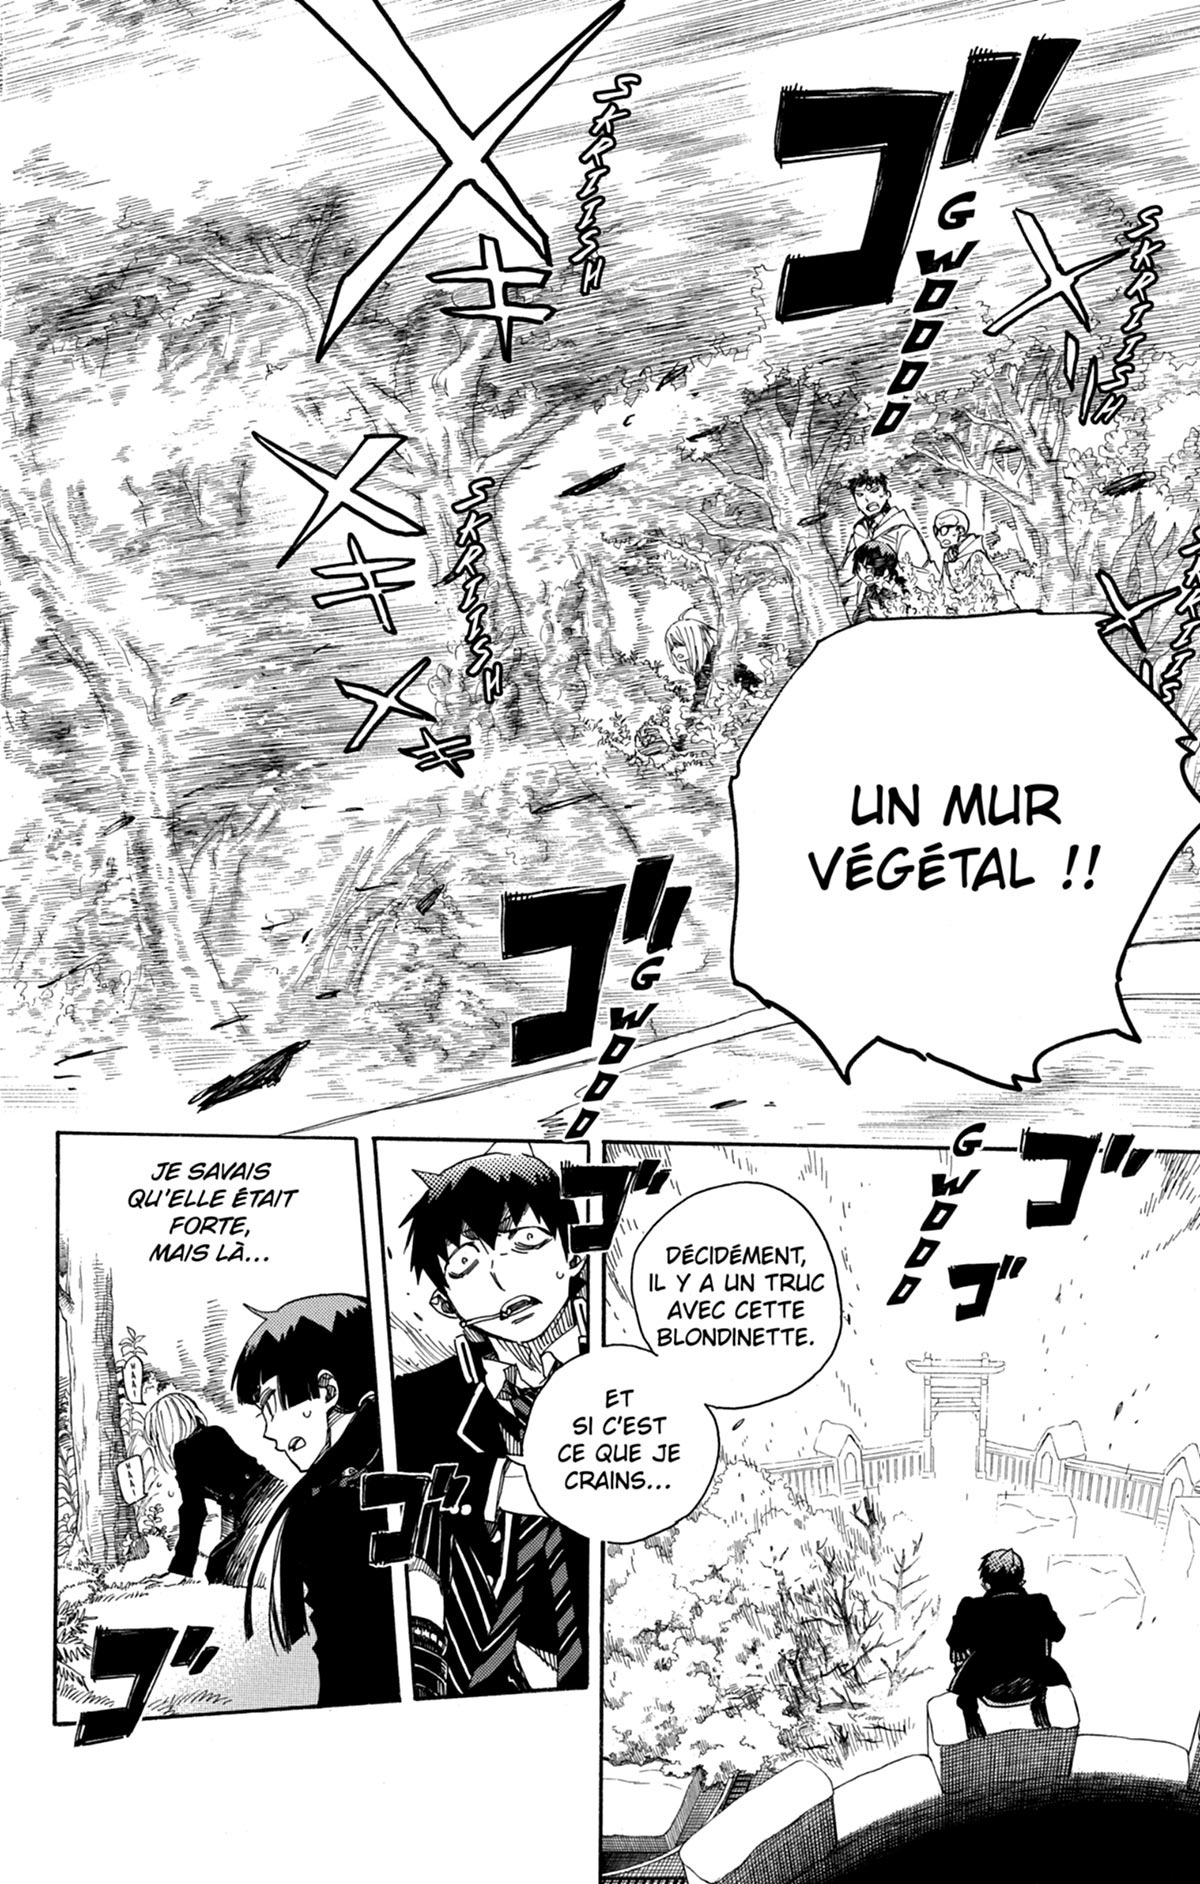 SKRIIISH
ゴ
GWOOOO
SKRIIISH
SKRIIISH
UN MUR
VÉGÉTAL !!
ゴ
GWOOOO
JE SAVAIS
QU'ELLE ÉTAIT
FORTE,
MAIS LÀ...
ゴ
ゴ
ゴ
DÉCIDÉMENT,
IL Y A UN TRUC
AVEC CETTE
BLONDINETTE.
ET
SI C'EST
CE QUE JE
CRAINS...
GWOOOO
ゴ
ゴ